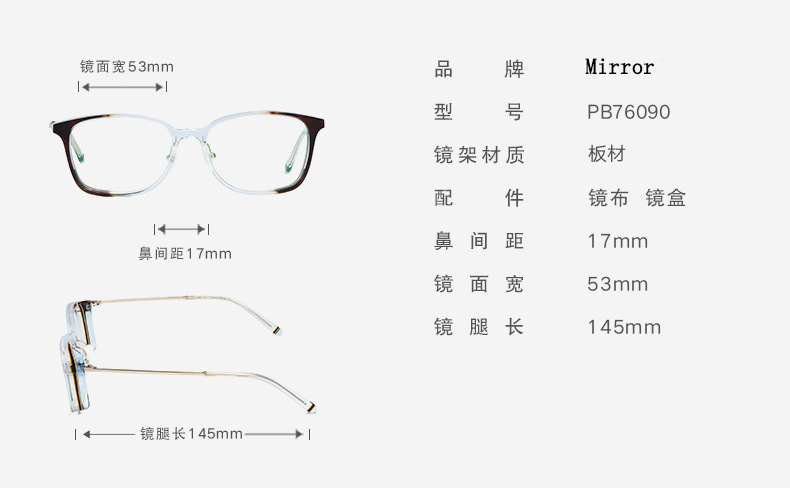 镜面宽53mm
鼻间距17mm
镜腿长145mm
品牌 Mirror
型号 PB76090
镜架材质 板材
配件 镜布 镜盒
鼻间距 17mm
镜面宽 53mm
镜腿长 145mm